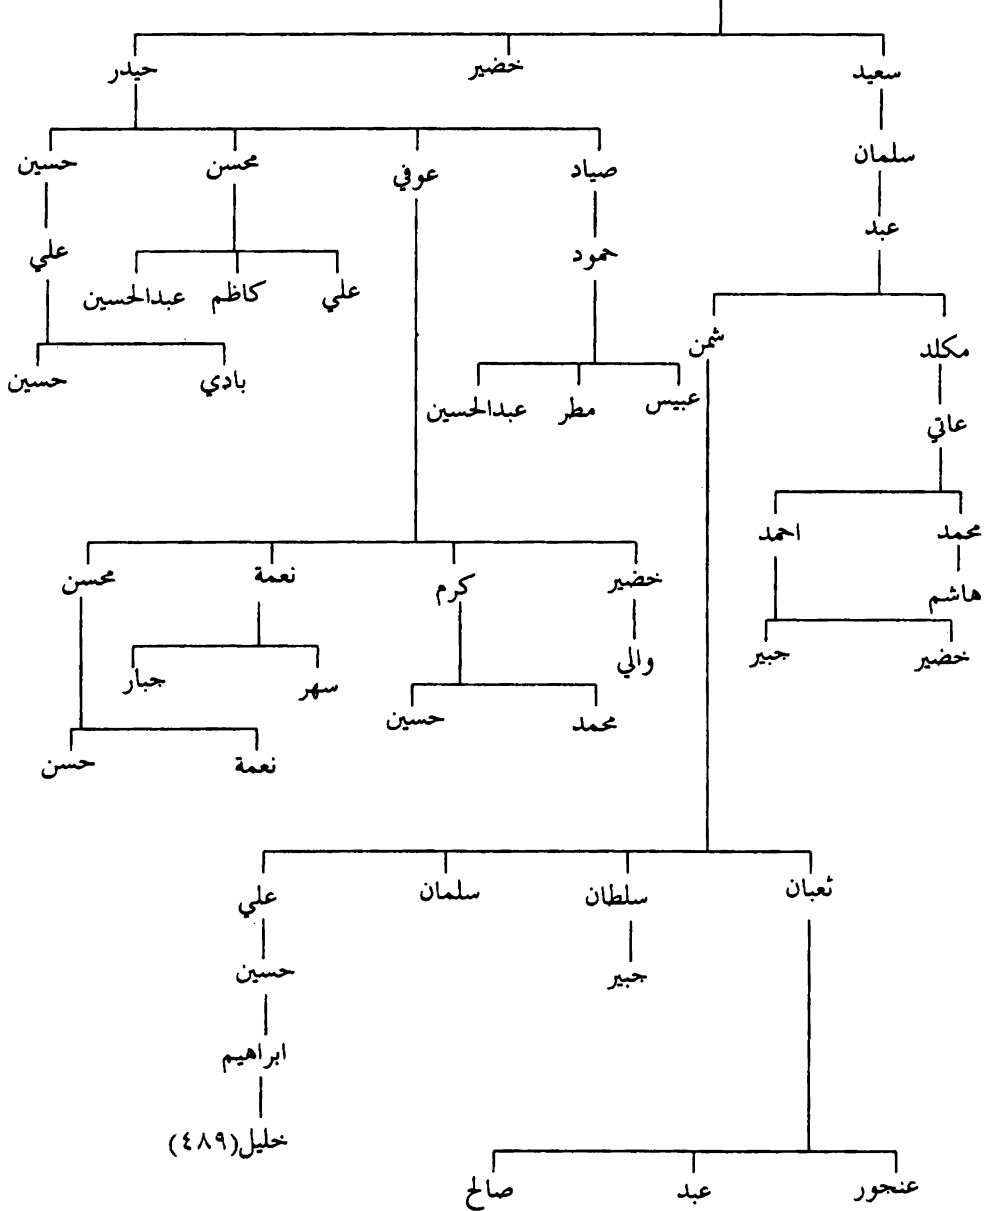 سعيد خضير حيدر
سلمان
صياد عوفي محسن حسين
عبد
حمود علي
علي كاظم عبدالحسين
مكلد شمن
بادي حسين
عبيس مطر عبدالحسين
عاتي
محمد احمد
خضير كرم نعمة محسن
هاشم
خضير جبير
والي
سهر جبار
محمد حسين
نعمة حسن
ثعبان سلطان سلمان علي
جبير حسين
ابراهيم
خليل(٤٨٩)
عنجور عبد صالح